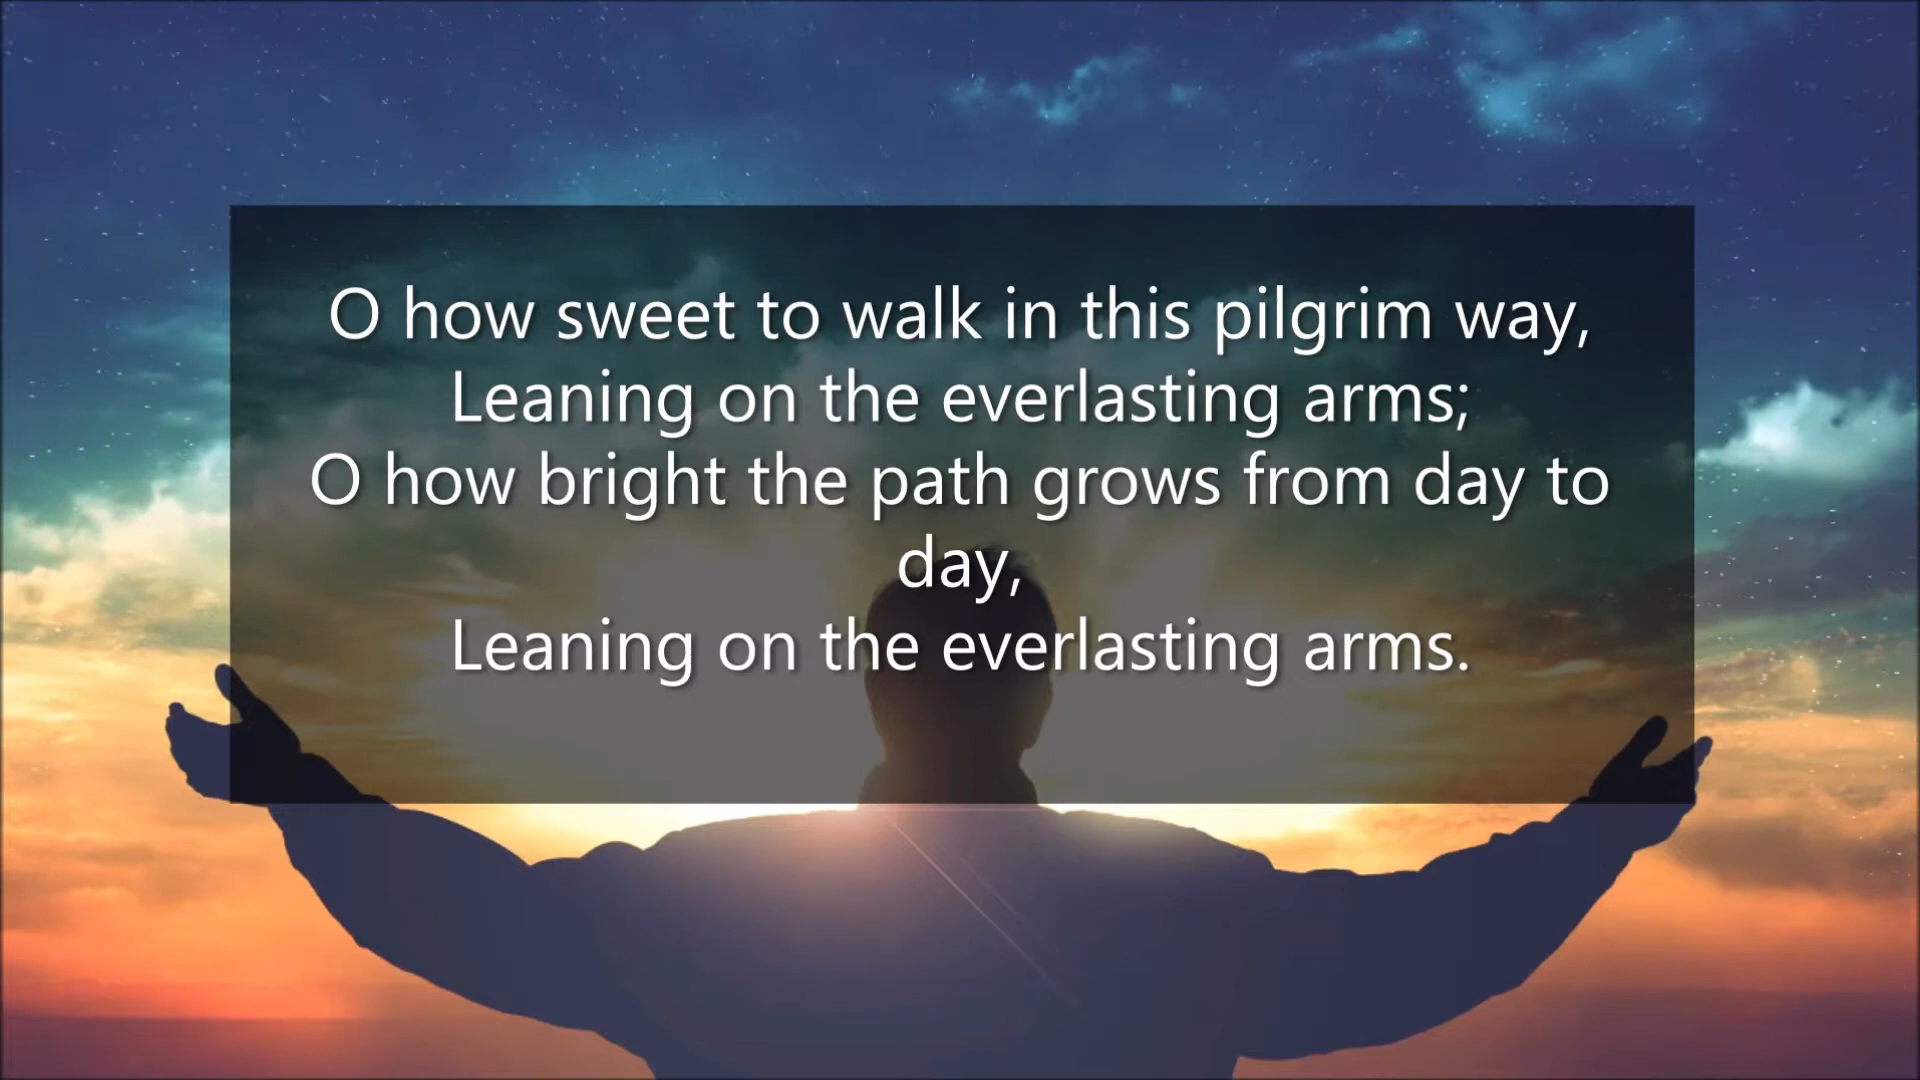 O how sweet to walk in this pilgrim way,
Leaning on the everlasting arms;
O how bright the path grows from day to
day,
Leaning on the everlasting arms.